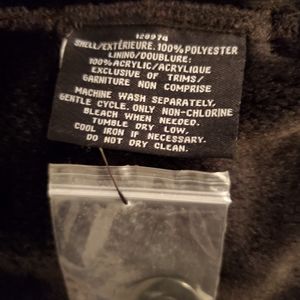 128974
SHELL/EXTÉRIEURE: 100% POLYESTER
LINING/DOUBLURE:
100% ACRYLIC/ACRYLIQUE
EXCLUSIVE OF TRIMS/
GARNITURE NON COMPRISE
MACHINE WASH SEPARATELY,
GENTLE CYCLE. ONLY NON-CHLORINE
BLEACH WHEN NEEDED.
TUMBLE DRY LOW,
COOL IRON IF NECESSARY.
DO NOT DRY CLEAN.